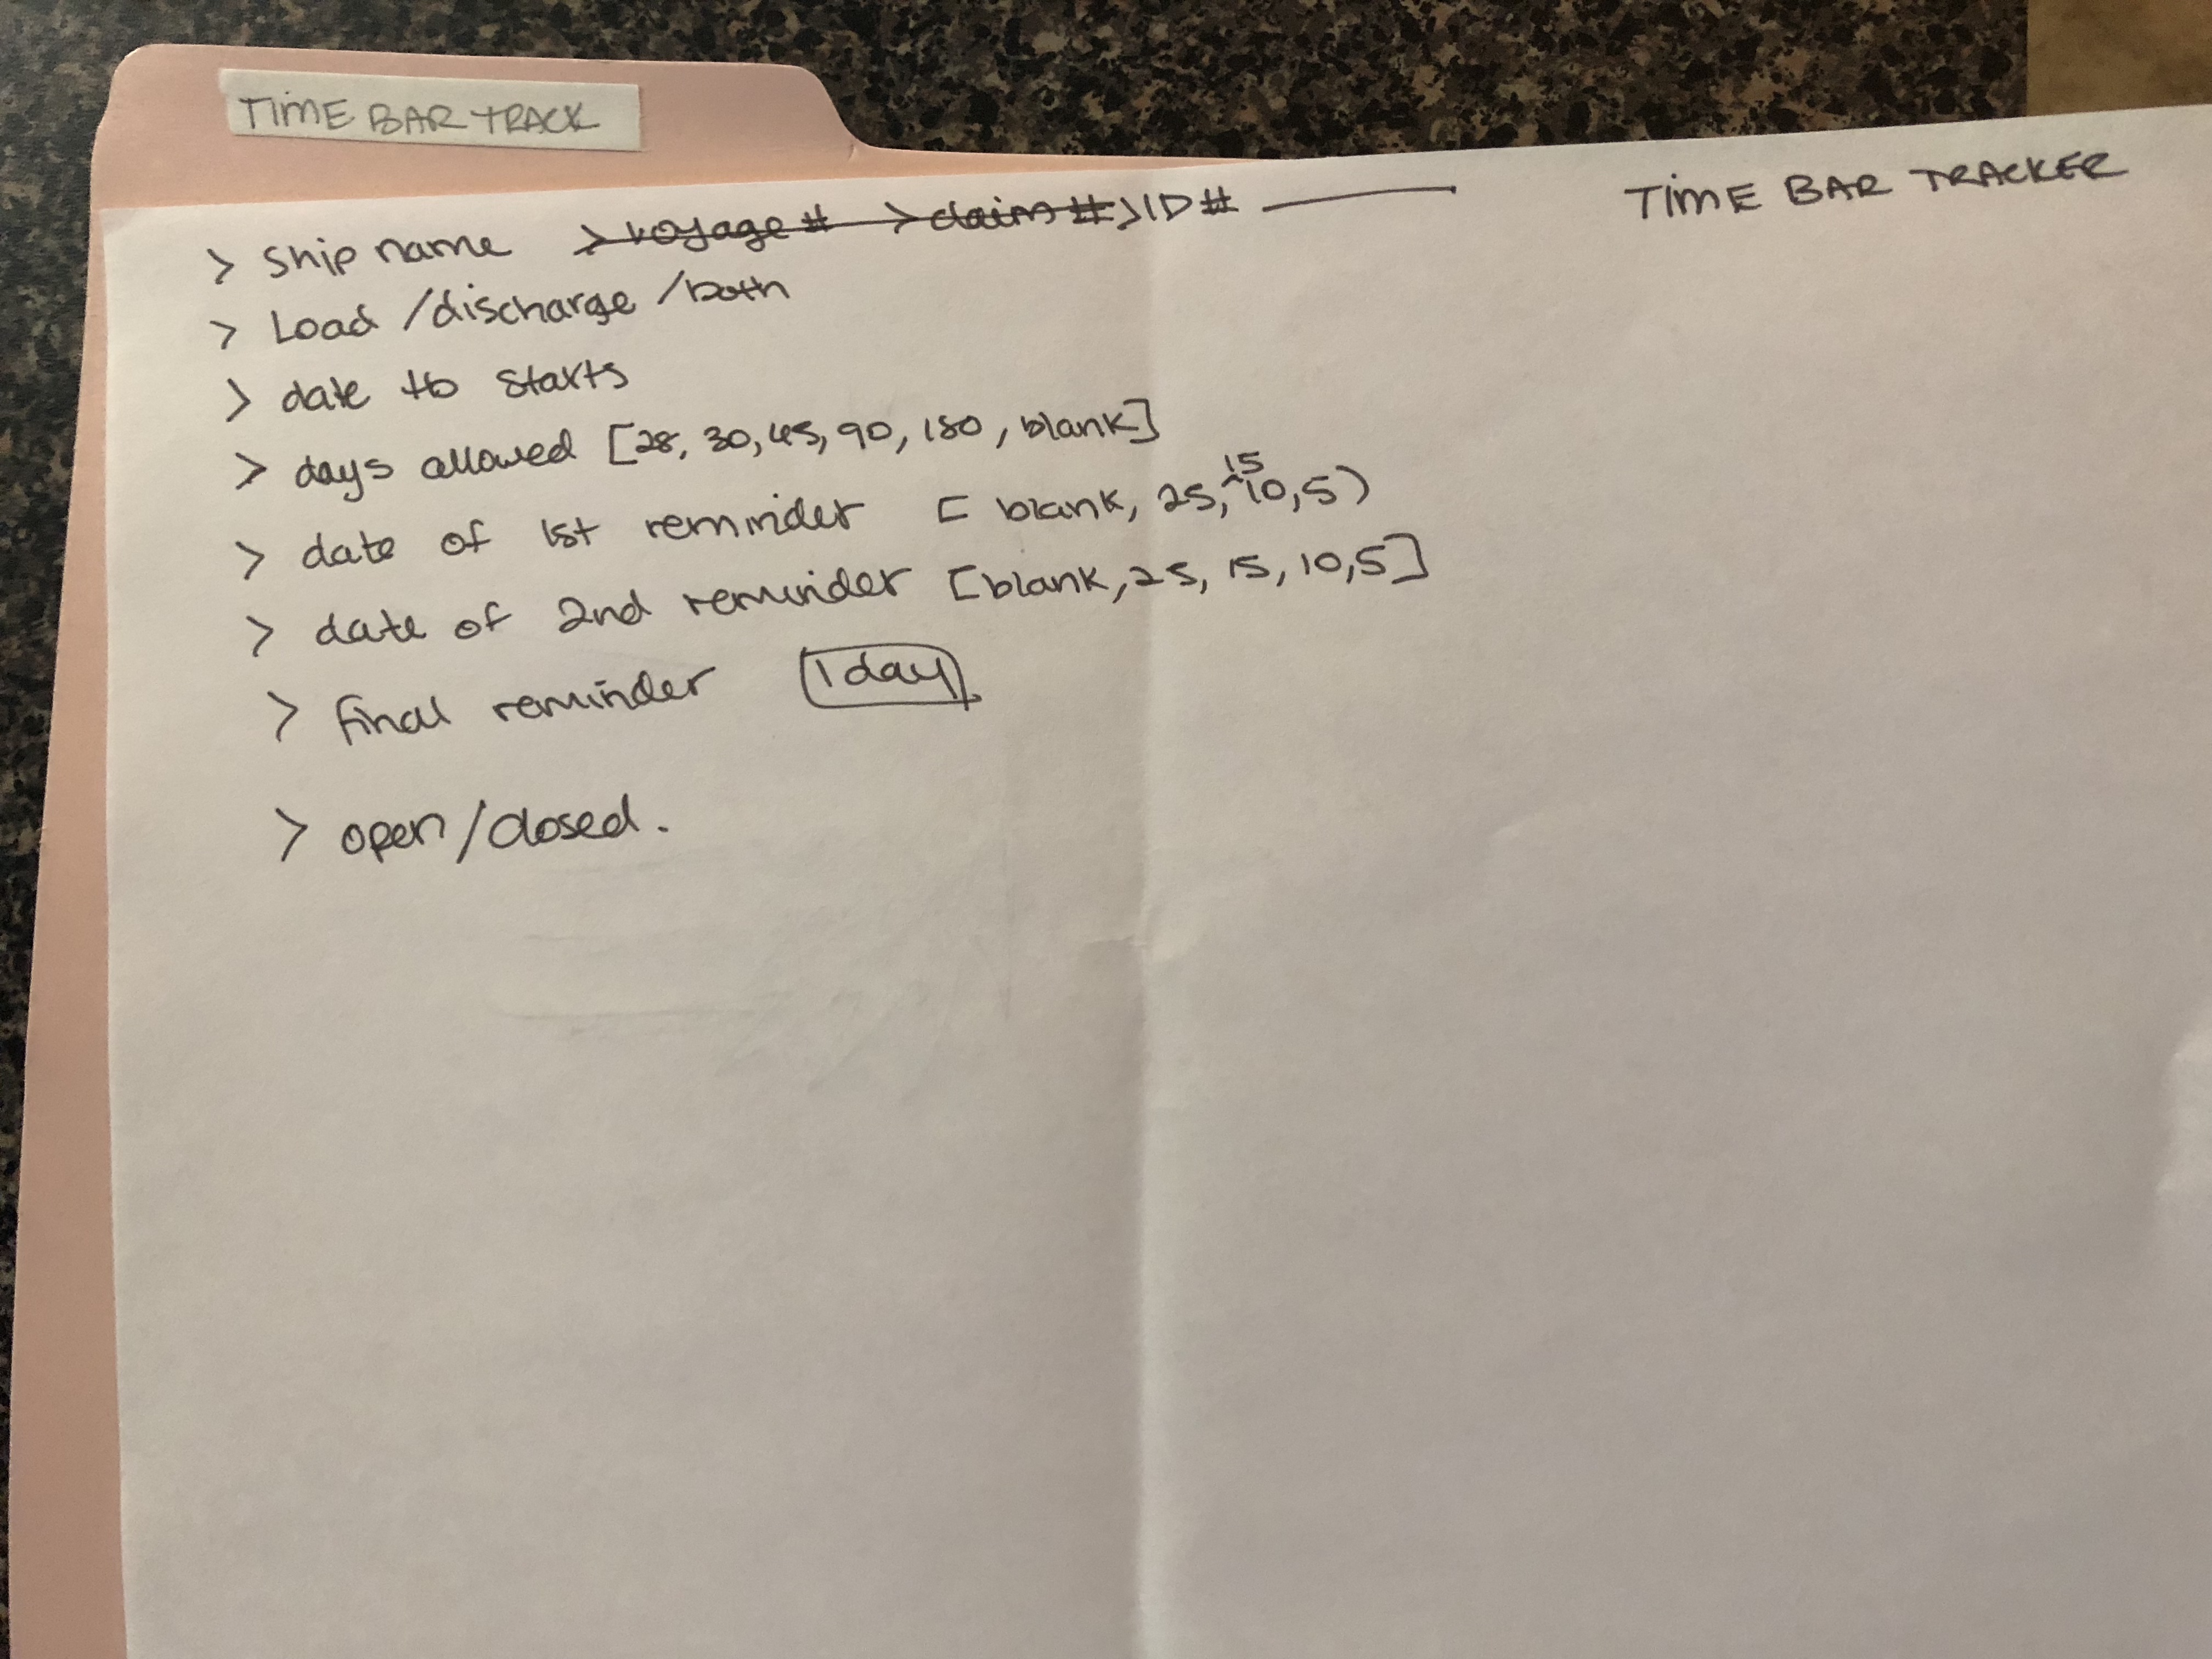 TIME BAR TRACK
TIME BAR TRACKER
> Ship name > voyage # > claim # > ID #
> Load / discharge / both
> date tb starts
> days allowed [28, 30, 45, 90, 180, blank]
> date of 1st reminder [ blank, 25, 15 10, 5)
> date of 2nd reminder [blank, 25, 15, 10, 5]
> final reminder 1 day
> open / closed.